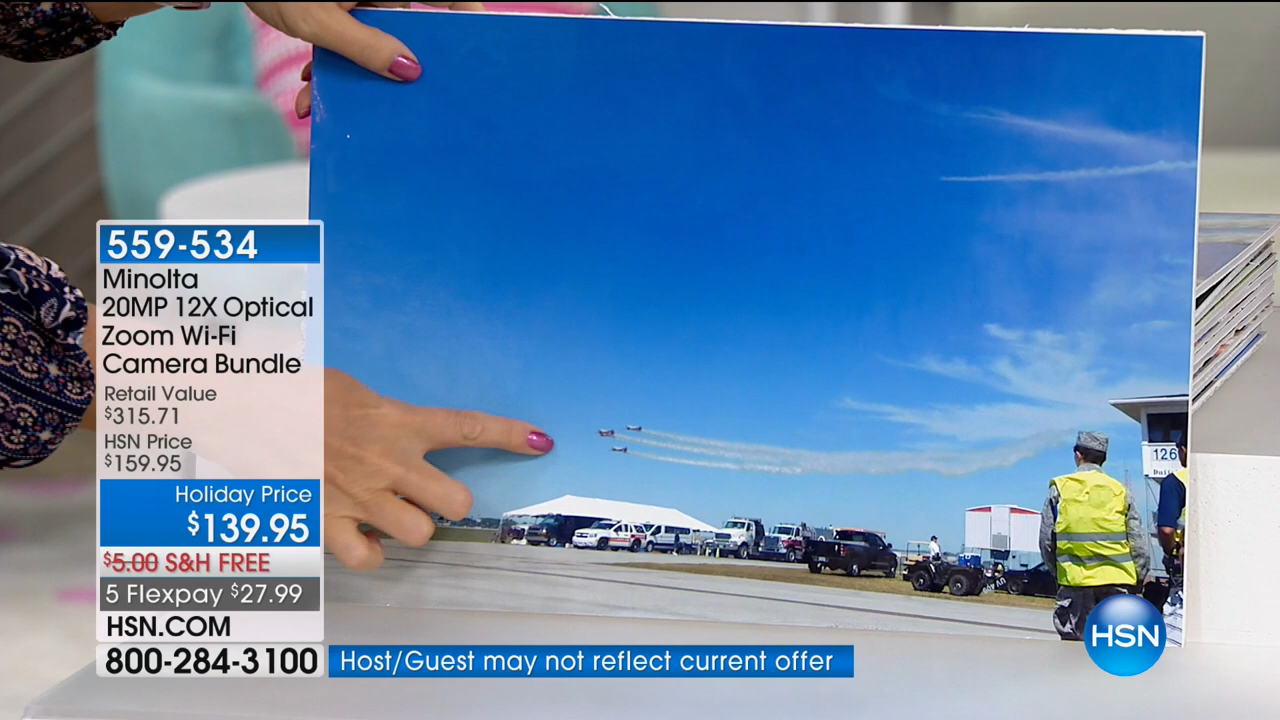 559-534
Minolta
20MP 12X Optical
Zoom Wi-Fi
Camera Bundle
Retail Value
$315.71
HSN Price
$159.95
Holiday Price
$139.95
$5.00 S&H FREE
5 Flexpay $27.99
HSN.COM
800-284-3100
Host/Guest may not reflect current offer
126
HSN